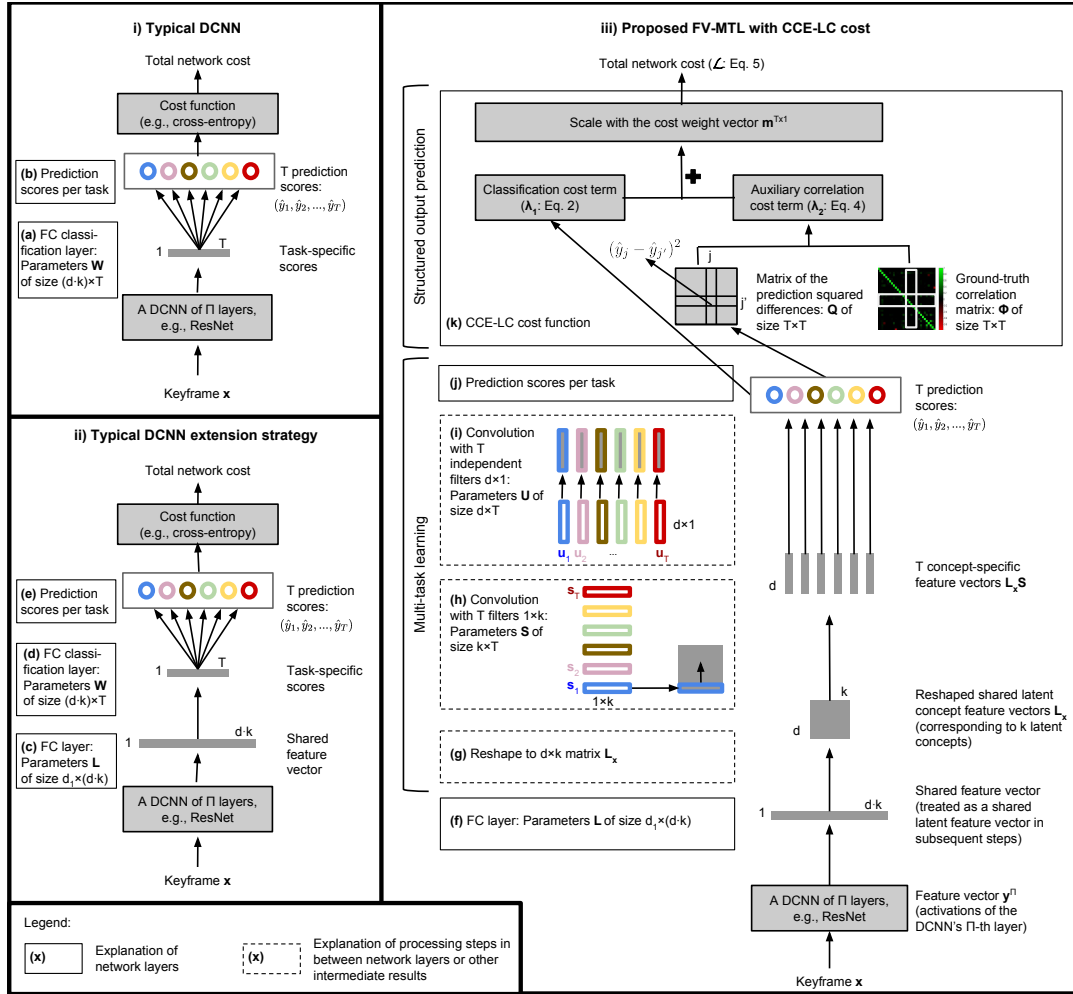 i) Typical DCNN
Total network cost
Cost function
(e.g., cross-entropy)
(b) Prediction
scores per task
T prediction
scores:
(ŷ₁, ŷ₂, ..., ŷ_T)
(a) FC classi-
fication layer:
Parameters W
of size (d·k)×T
1
T
Task-specific
scores
A DCNN of Π layers,
e.g., ResNet
Keyframe x
ii) Typical DCNN extension strategy
Total network cost
Cost function
(e.g., cross-entropy)
(e) Prediction
scores per task
T prediction
scores:
(ŷ₁, ŷ₂, ..., ŷ_T)
(d) FC classification
layer:
Parameters W
of size (d·k)×T
1
T
Task-specific
scores
(c) FC layer:
Parameters L
of size d₁×(d·k)
1
d·k
Shared
feature
vector
A DCNN of Π layers,
e.g., ResNet
Keyframe x
Legend:
(x)
Explanation of
network layers
(x)
Explanation of processing steps in
between network layers or other
intermediate results
iii) Proposed FV-MTL with CCE-LC cost
Total network cost (ℒ: Eq. 5)
Structured output prediction
Scale with the cost weight vector m^Tx1
Classification cost term
(λ₁: Eq. 2)
Auxiliary correlation
cost term (λ₂: Eq. 4)
(ŷ_j − ŷ_j')²
j
j'
Matrix of the
prediction squared
differences: Q of
size T×T
Ground-truth
correlation
matrix: Φ of
size T×T
(k) CCE-LC cost function
Multi-task learning
(j) Prediction scores per task
T prediction
scores:
(ŷ₁, ŷ₂, ..., ŷ_T)
(i) Convolution
with T
independent
filters d×1:
Parameters U of
size d×T
d×1
u₁ u₂ ... u_T
d
T concept-specific
feature vectors LₓS
(h) Convolution
with T filters 1×k:
Parameters S of
size k×T
s_T
s₂
s₁
1×k
k
d
Reshaped shared latent
concept feature vectors Lₓ
(corresponding to k latent
concepts)
(g) Reshape to d×k matrix Lₓ
(f) FC layer: Parameters L of size d₁×(d·k)
1
d·k
Shared feature vector
(treated as a shared
latent feature vector in
subsequent steps)
A DCNN of Π layers,
e.g., ResNet
Feature vector y^Π
(activations of the
DCNN's Π-th layer)
Keyframe x